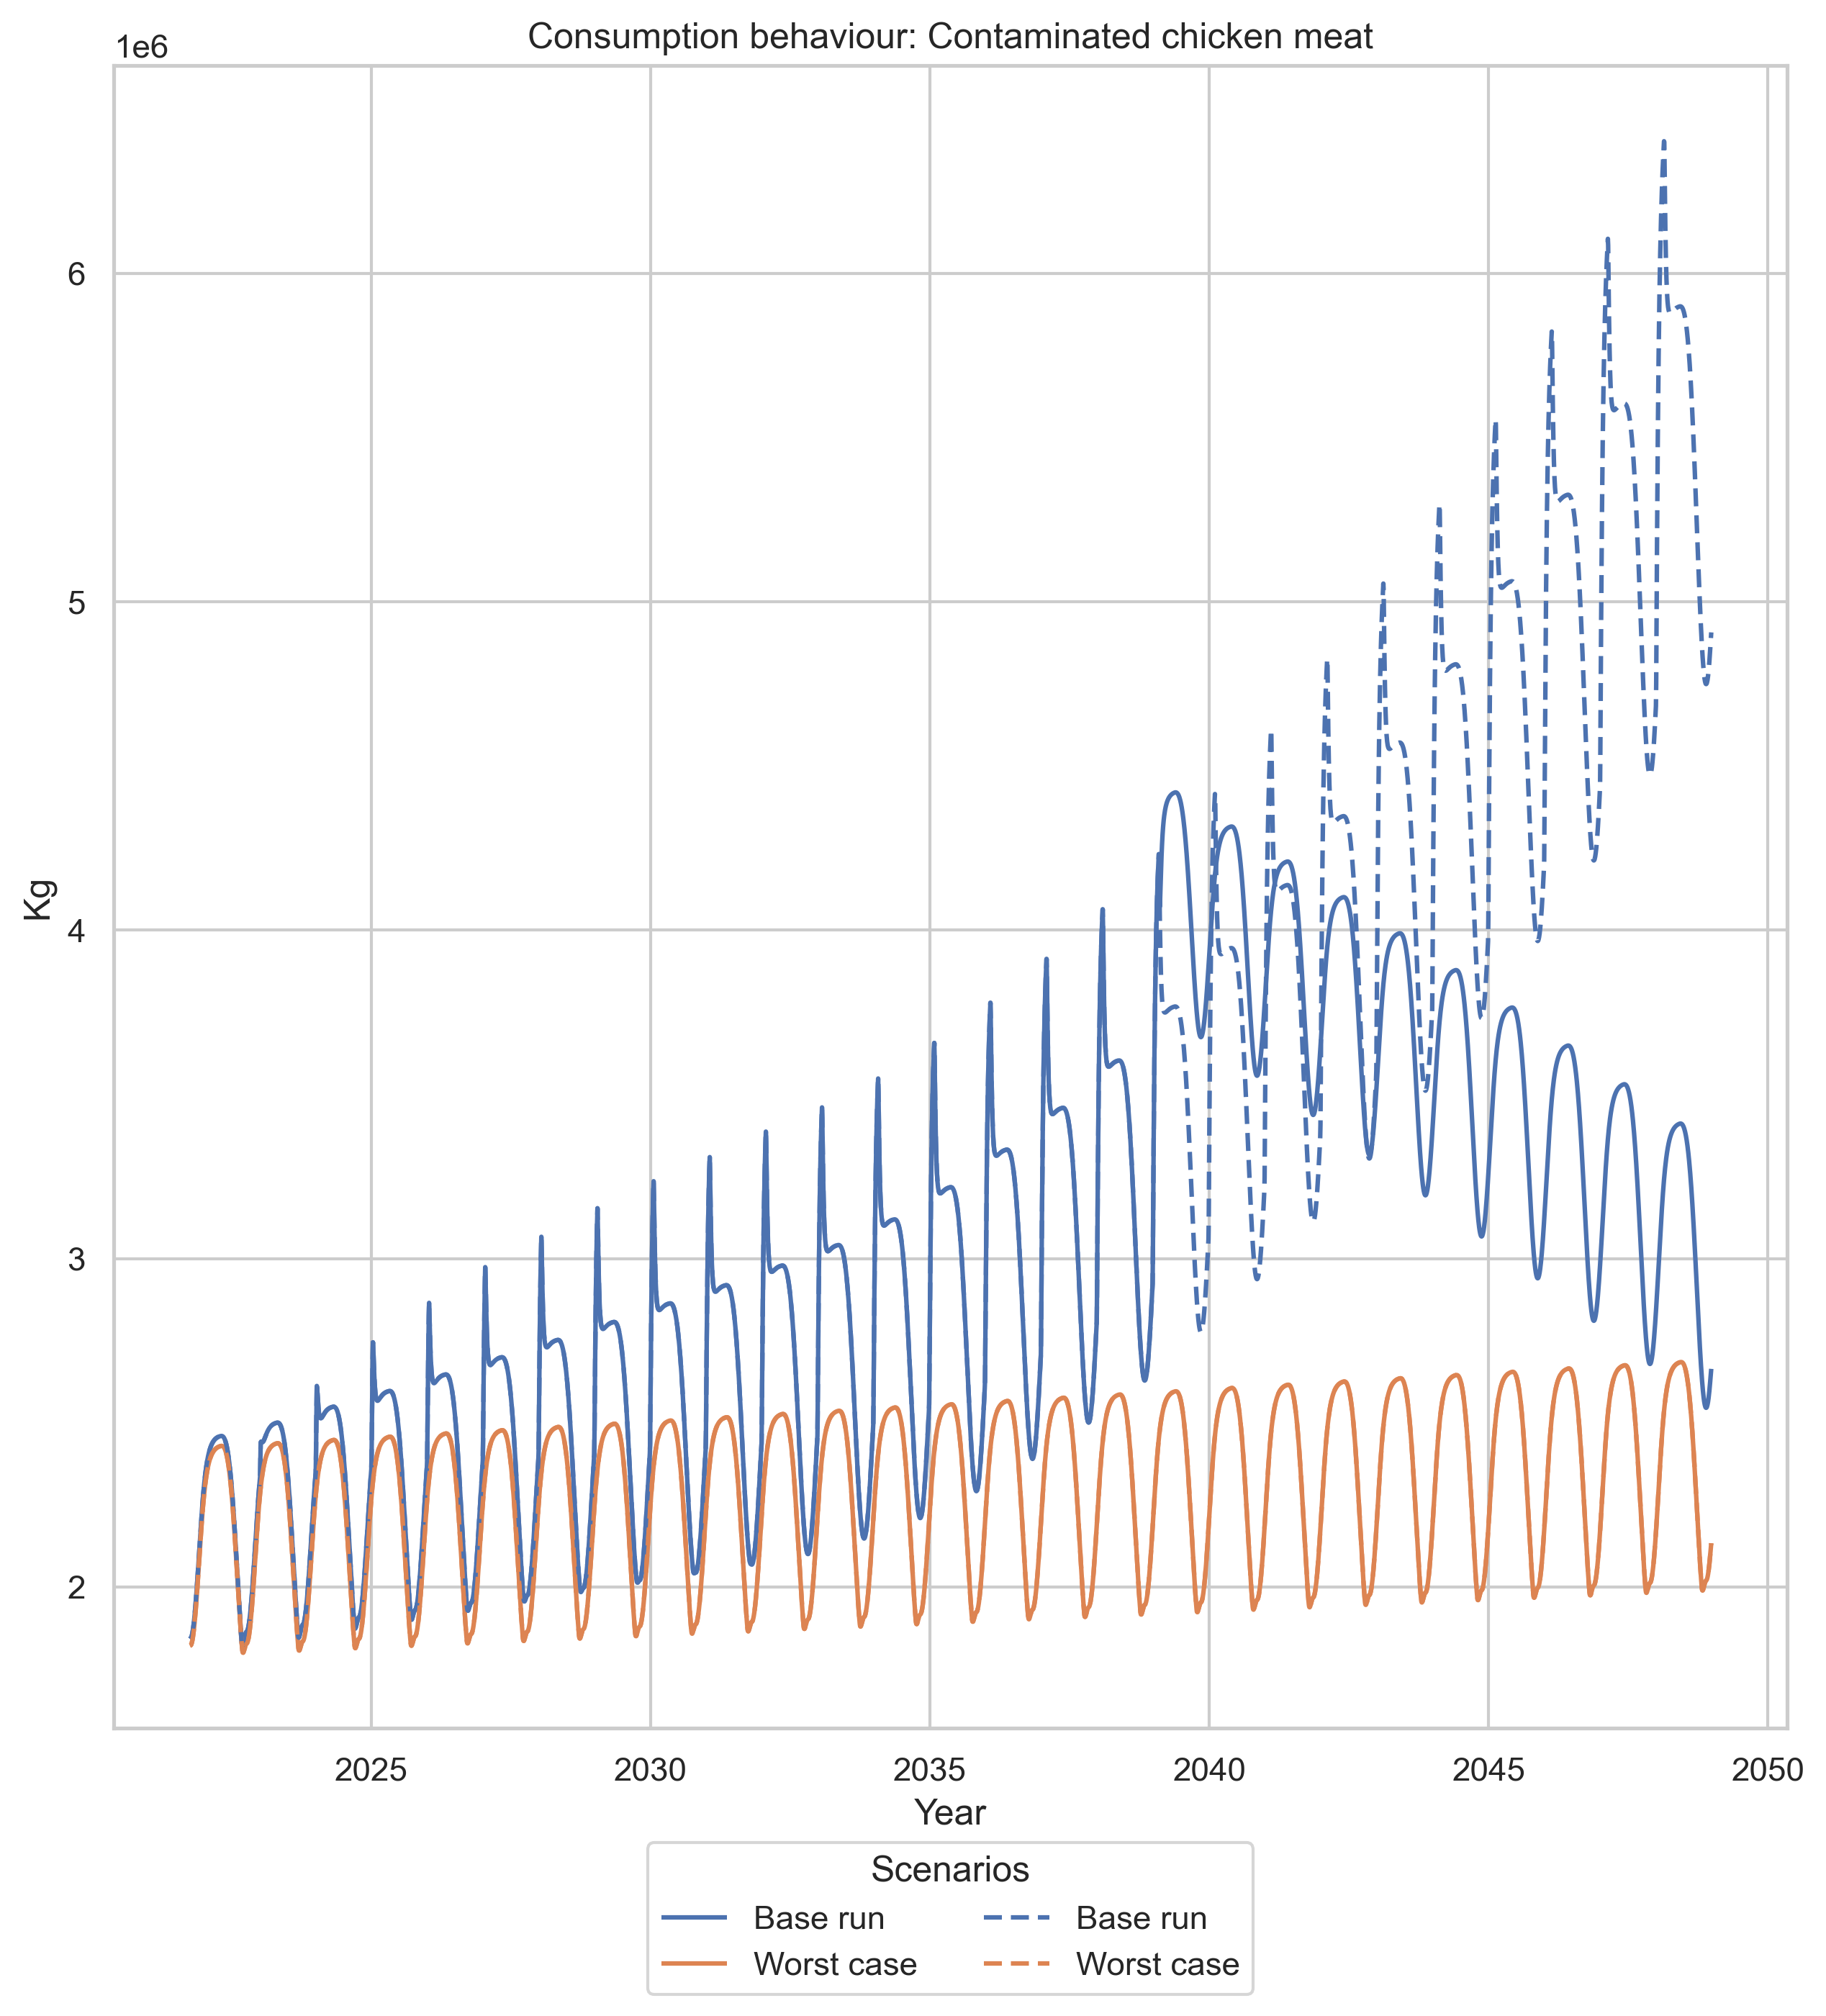 Consumption behaviour: Contaminated chicken meat
1e6
6
5
4
3
2
Kg
2025 2030 2035 2040 2045 2050
Year
Scenarios
Base run Base run
Worst case Worst case